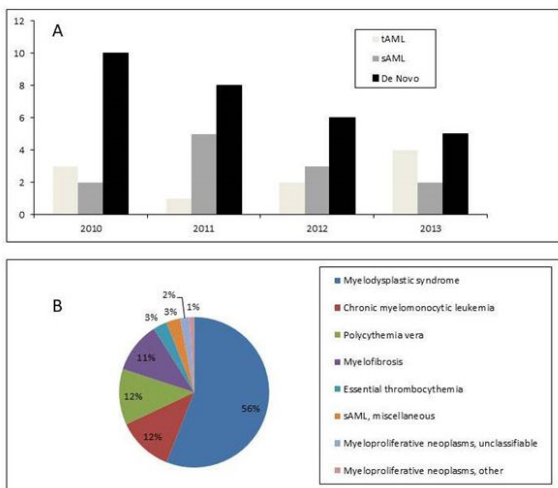 A
12
10
8
6
4
2
0
tAML
sAML
De Novo
2010
2011
2012
2013
B
2%
1%
3%
3%
11%
12%
12%
56%
Myelodysplastic syndrome
Chronic myelomonocytic leukemia
Polycythemia vera
Myelofibrosis
Essential thrombocythemia
sAML, miscellaneous
Myeloproliferative neoplasms, unclassifiable
Myeloproliferative neoplasms, other